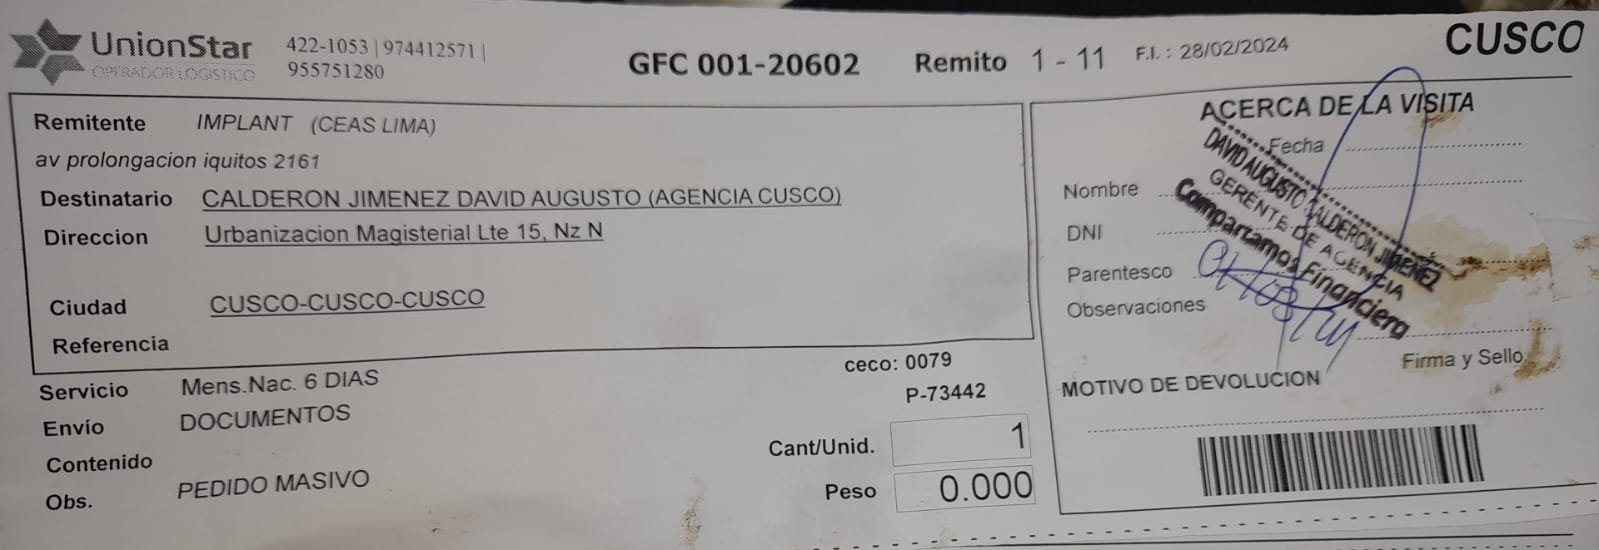 UnionStar
OPERADOR LOGISTICO
422-1053 | 974412571 |
955751280
GFC 001-20602
Remito 1 - 11
F.I. : 28/02/2024
CUSCO
Remitente IMPLANT (CEAS LIMA)
av prolongacion iquitos 2161
Destinatario CALDERON JIMENEZ DAVID AUGUSTO (AGENCIA CUSCO)
Direccion Urbanizacion Magisterial Lte 15, Nz N
Ciudad CUSCO-CUSCO-CUSCO
Referencia
Servicio Mens.Nac. 6 DIAS
Envío DOCUMENTOS
Contenido
Obs. PEDIDO MASIVO
ceco: 0079
P-73442
Cant/Unid. 1
Peso 0.000
ACERCA DE LA VISITA
Fecha
Nombre
DNI
Parentesco
Observaciones
DAVID AUGUSTO CALDERON JIMENEZ
GERENTE DE AGENCIA
Compartamos Financiera
Firma y Sello
MOTIVO DE DEVOLUCION